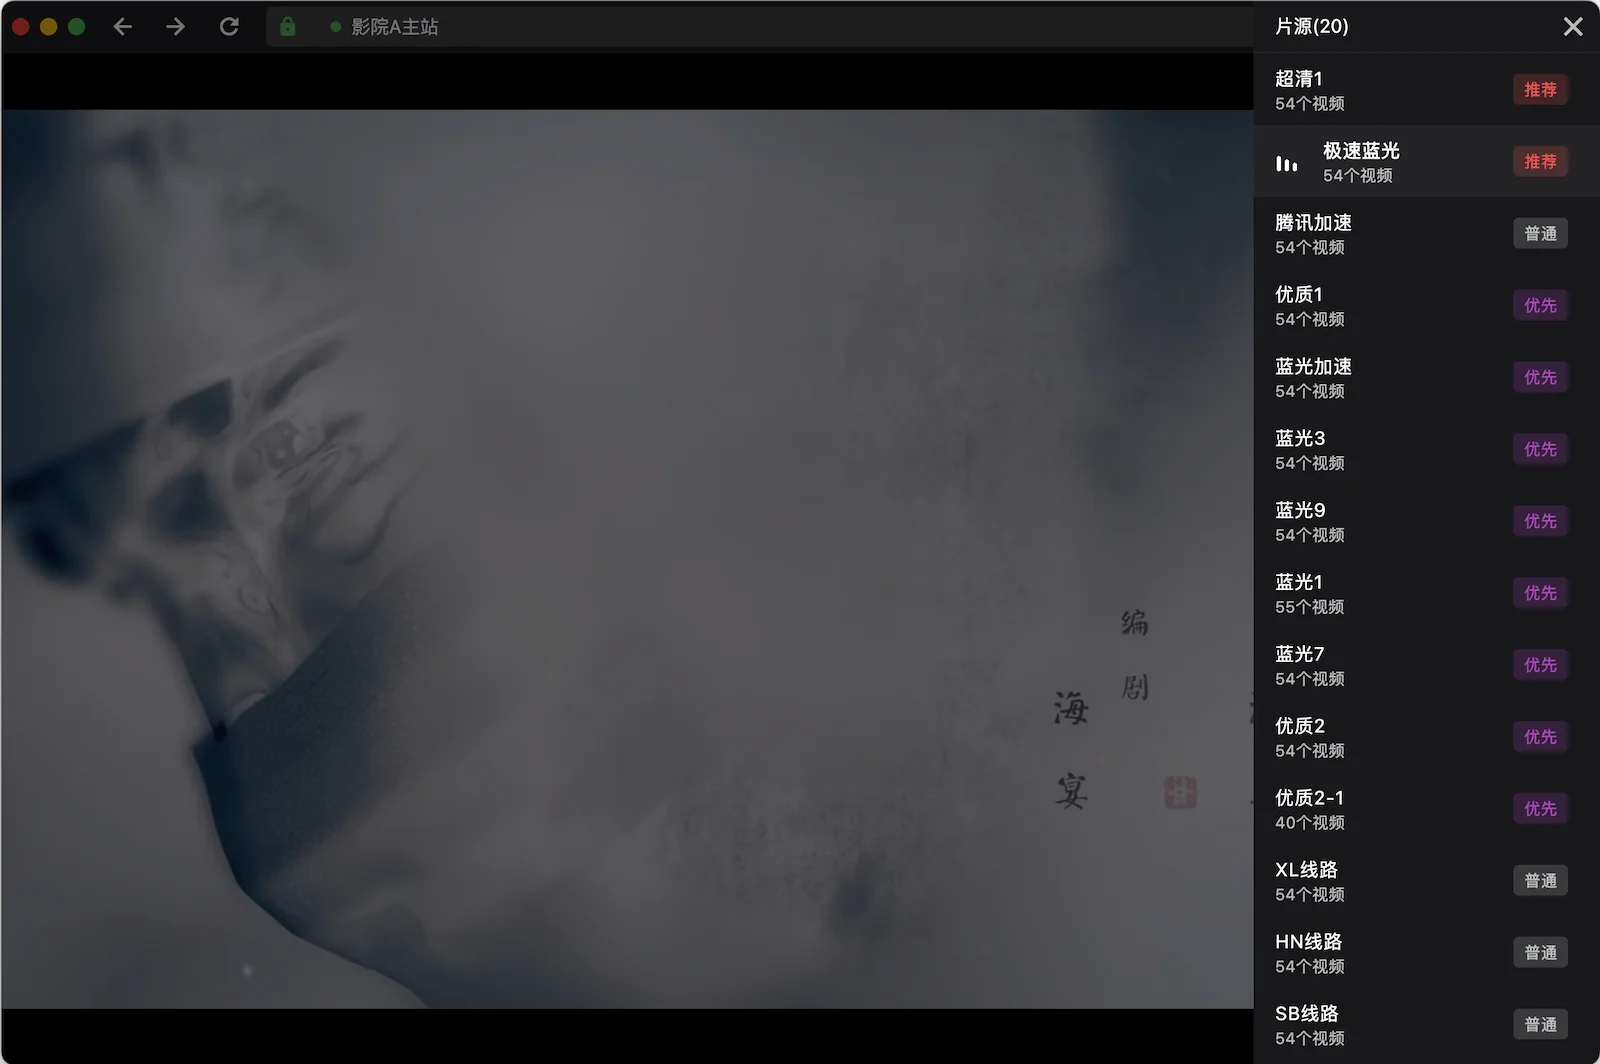 影院A主站
编剧
海宴
片源(20)
超清1
54个视频
推荐
极速蓝光
54个视频
推荐
腾讯加速
54个视频
普通
优质1
54个视频
优先
蓝光加速
54个视频
优先
蓝光3
54个视频
优先
蓝光9
54个视频
优先
蓝光1
55个视频
优先
蓝光7
54个视频
优先
优质2
54个视频
优先
优质2-1
40个视频
优先
XL线路
54个视频
普通
HN线路
54个视频
普通
SB线路
54个视频
普通